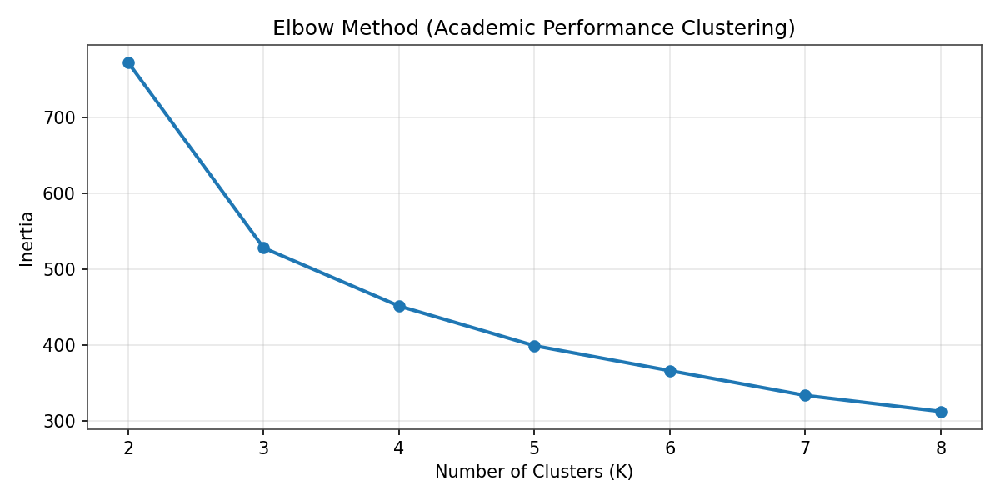 Elbow Method (Academic Performance Clustering)
Inertia
700
600
500
400
300
2 3 4 5 6 7 8
Number of Clusters (K)